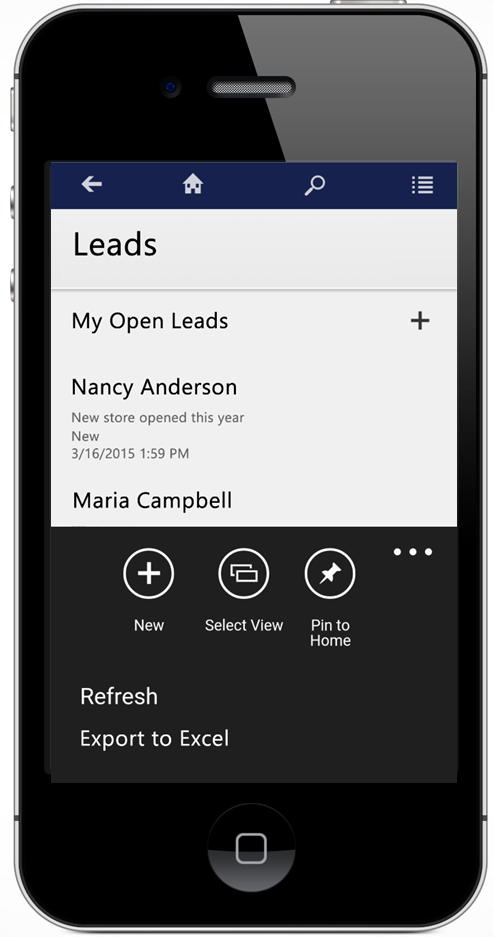 Leads
My Open Leads
Nancy Anderson
New store opened this year
New
3/16/2015 1:59 PM
Maria Campbell
New
Select View
Pin to
Home
Refresh
Export to Excel